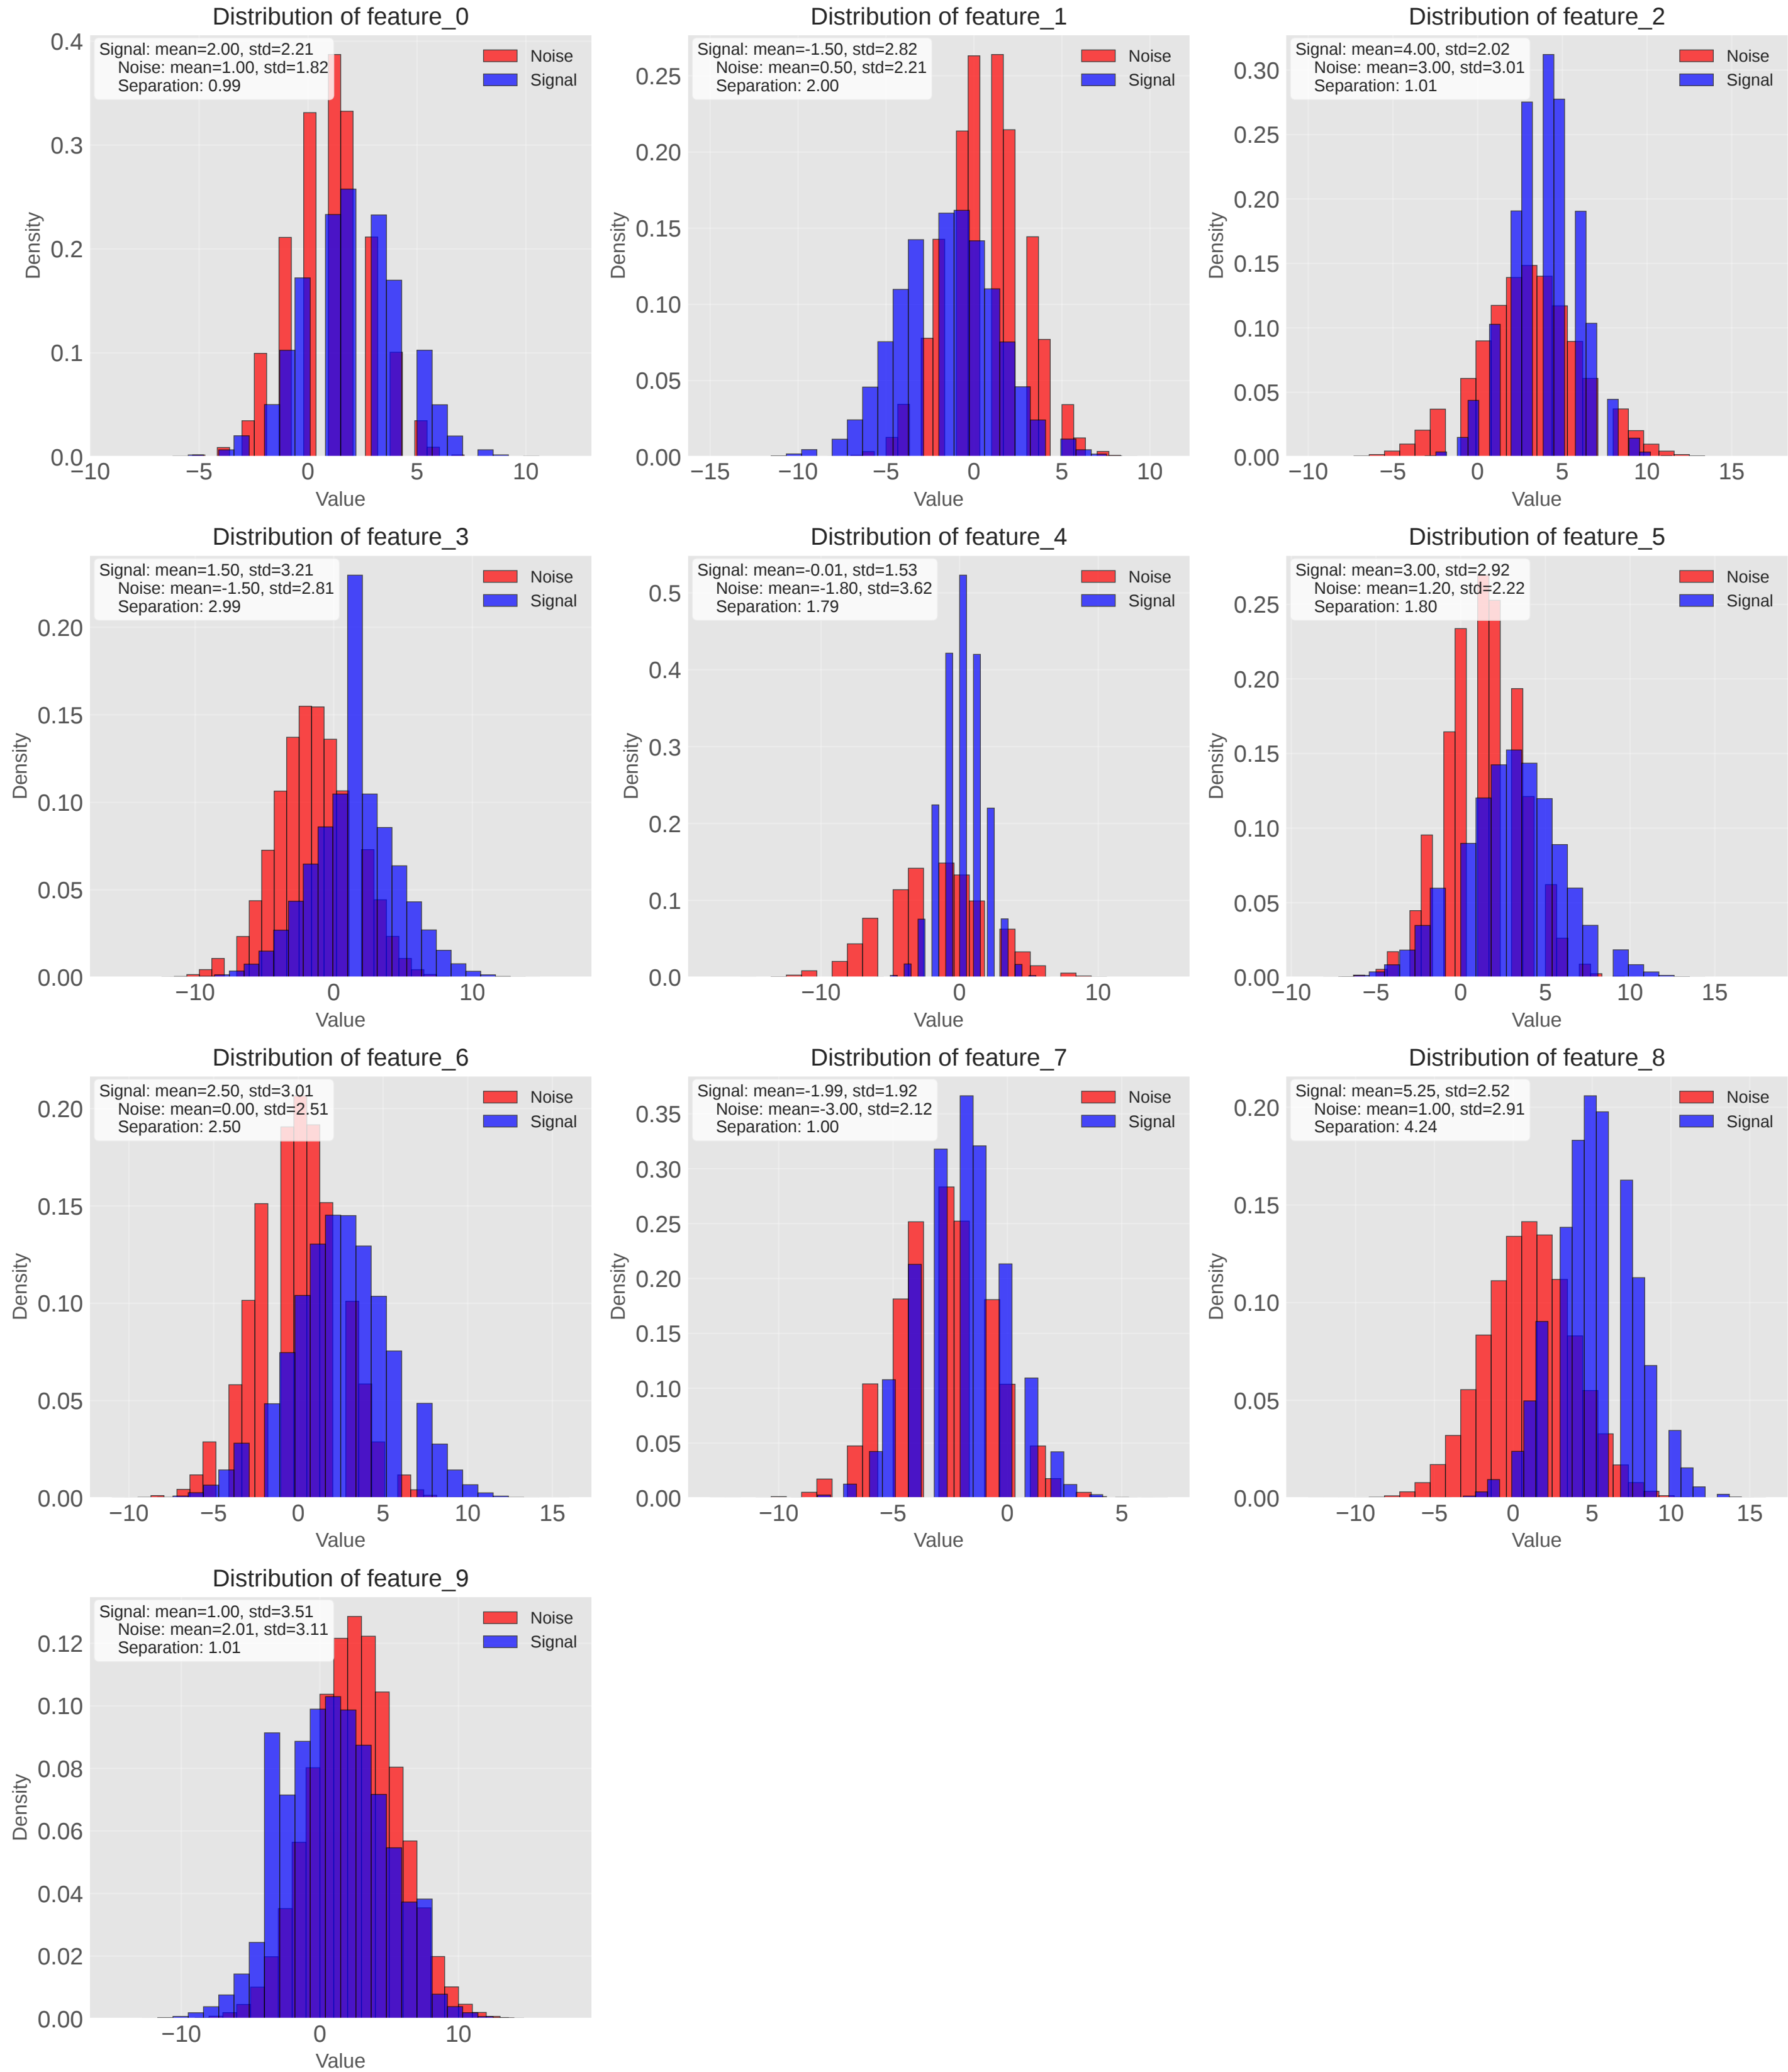 Distribution of feature_0
Signal: mean=2.00, std=2.21
Noise: mean=1.00, std=1.82
Separation: 0.99
Noise
Signal
Density
0.4
0.3
0.2
0.1
0.0
−10 −5 0 5 10
Value
Distribution of feature_1
Signal: mean=-1.50, std=2.82
Noise: mean=0.50, std=2.21
Separation: 2.00
Noise
Signal
Density
0.25
0.20
0.15
0.10
0.05
0.00
−15 −10 −5 0 5 10
Value
Distribution of feature_2
Signal: mean=4.00, std=2.02
Noise: mean=3.00, std=3.01
Separation: 1.01
Noise
Signal
Density
0.30
0.25
0.20
0.15
0.10
0.05
0.00
−10 −5 0 5 10 15
Value
Distribution of feature_3
Signal: mean=1.50, std=3.21
Noise: mean=-1.50, std=2.81
Separation: 2.99
Noise
Signal
Density
0.20
0.15
0.10
0.05
0.00
−10 0 10
Value
Distribution of feature_4
Signal: mean=-0.01, std=1.53
Noise: mean=-1.80, std=3.62
Separation: 1.79
Noise
Signal
Density
0.5
0.4
0.3
0.2
0.1
0.0
−10 0 10
Value
Distribution of feature_5
Signal: mean=3.00, std=2.92
Noise: mean=1.20, std=2.22
Separation: 1.80
Noise
Signal
Density
0.25
0.20
0.15
0.10
0.05
0.00
−10 −5 0 5 10 15
Value
Distribution of feature_6
Signal: mean=2.50, std=3.01
Noise: mean=0.00, std=2.51
Separation: 2.50
Noise
Signal
Density
0.20
0.15
0.10
0.05
0.00
−10 −5 0 5 10 15
Value
Distribution of feature_7
Signal: mean=-1.99, std=1.92
Noise: mean=-3.00, std=2.12
Separation: 1.00
Noise
Signal
Density
0.35
0.30
0.25
0.20
0.15
0.10
0.05
0.00
−10 −5 0 5
Value
Distribution of feature_8
Signal: mean=5.25, std=2.52
Noise: mean=1.00, std=2.91
Separation: 4.24
Noise
Signal
Density
0.20
0.15
0.10
0.05
0.00
−10 −5 0 5 10 15
Value
Distribution of feature_9
Signal: mean=1.00, std=3.51
Noise: mean=2.01, std=3.11
Separation: 1.01
Noise
Signal
Density
0.12
0.10
0.08
0.06
0.04
0.02
0.00
−10 0 10
Value